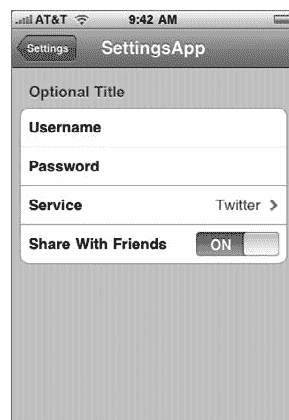 AT&T 9:42 AM
Settings SettingsApp
Optional Title
Username
Password
Service Twitter
Share With Friends ON